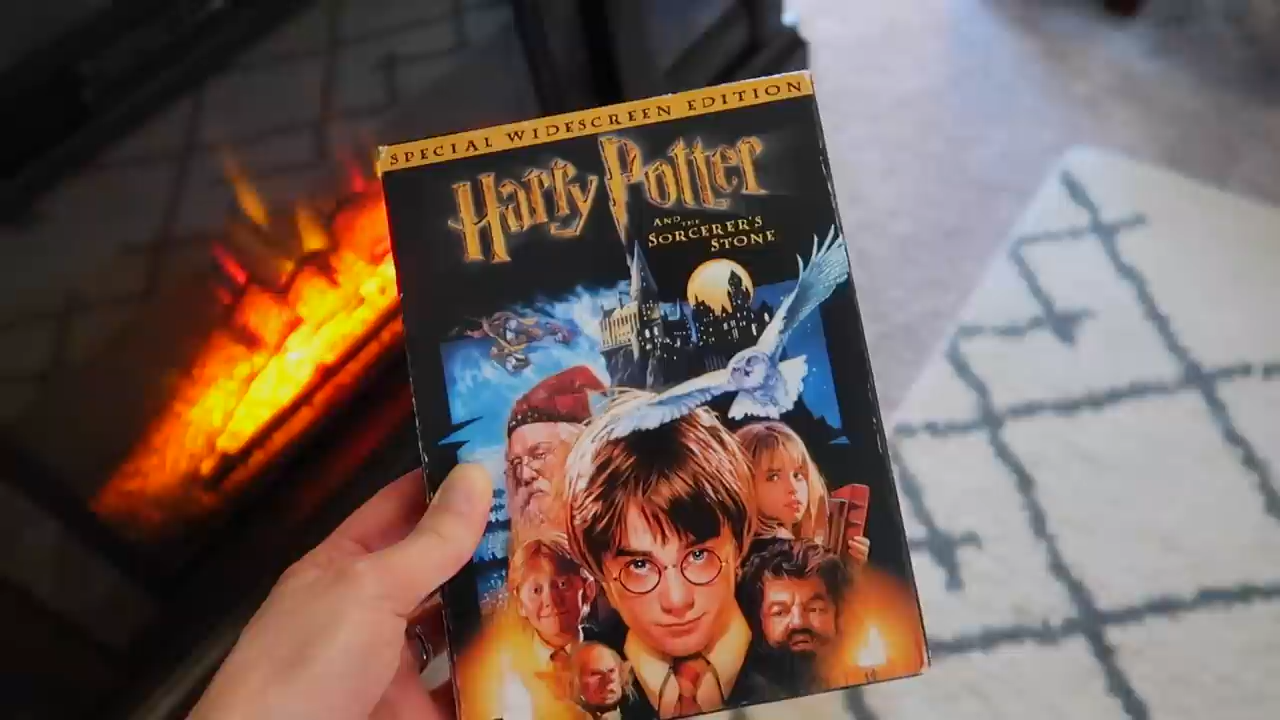 SPECIAL WIDESCREEN EDITION
Harry Potter
AND THE
SORCERER'S
STONE